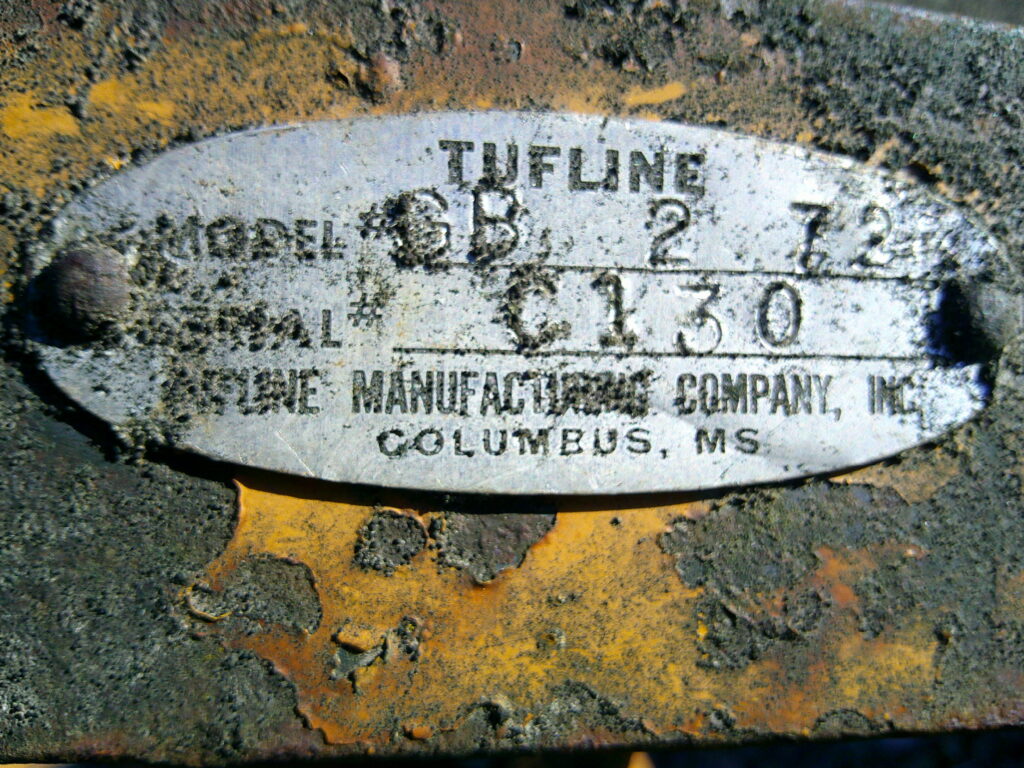 TUFLINE
MODEL # GB 2 72
SERIAL # C130
TUFLINE MANUFACTURING COMPANY, INC.
COLUMBUS, MS